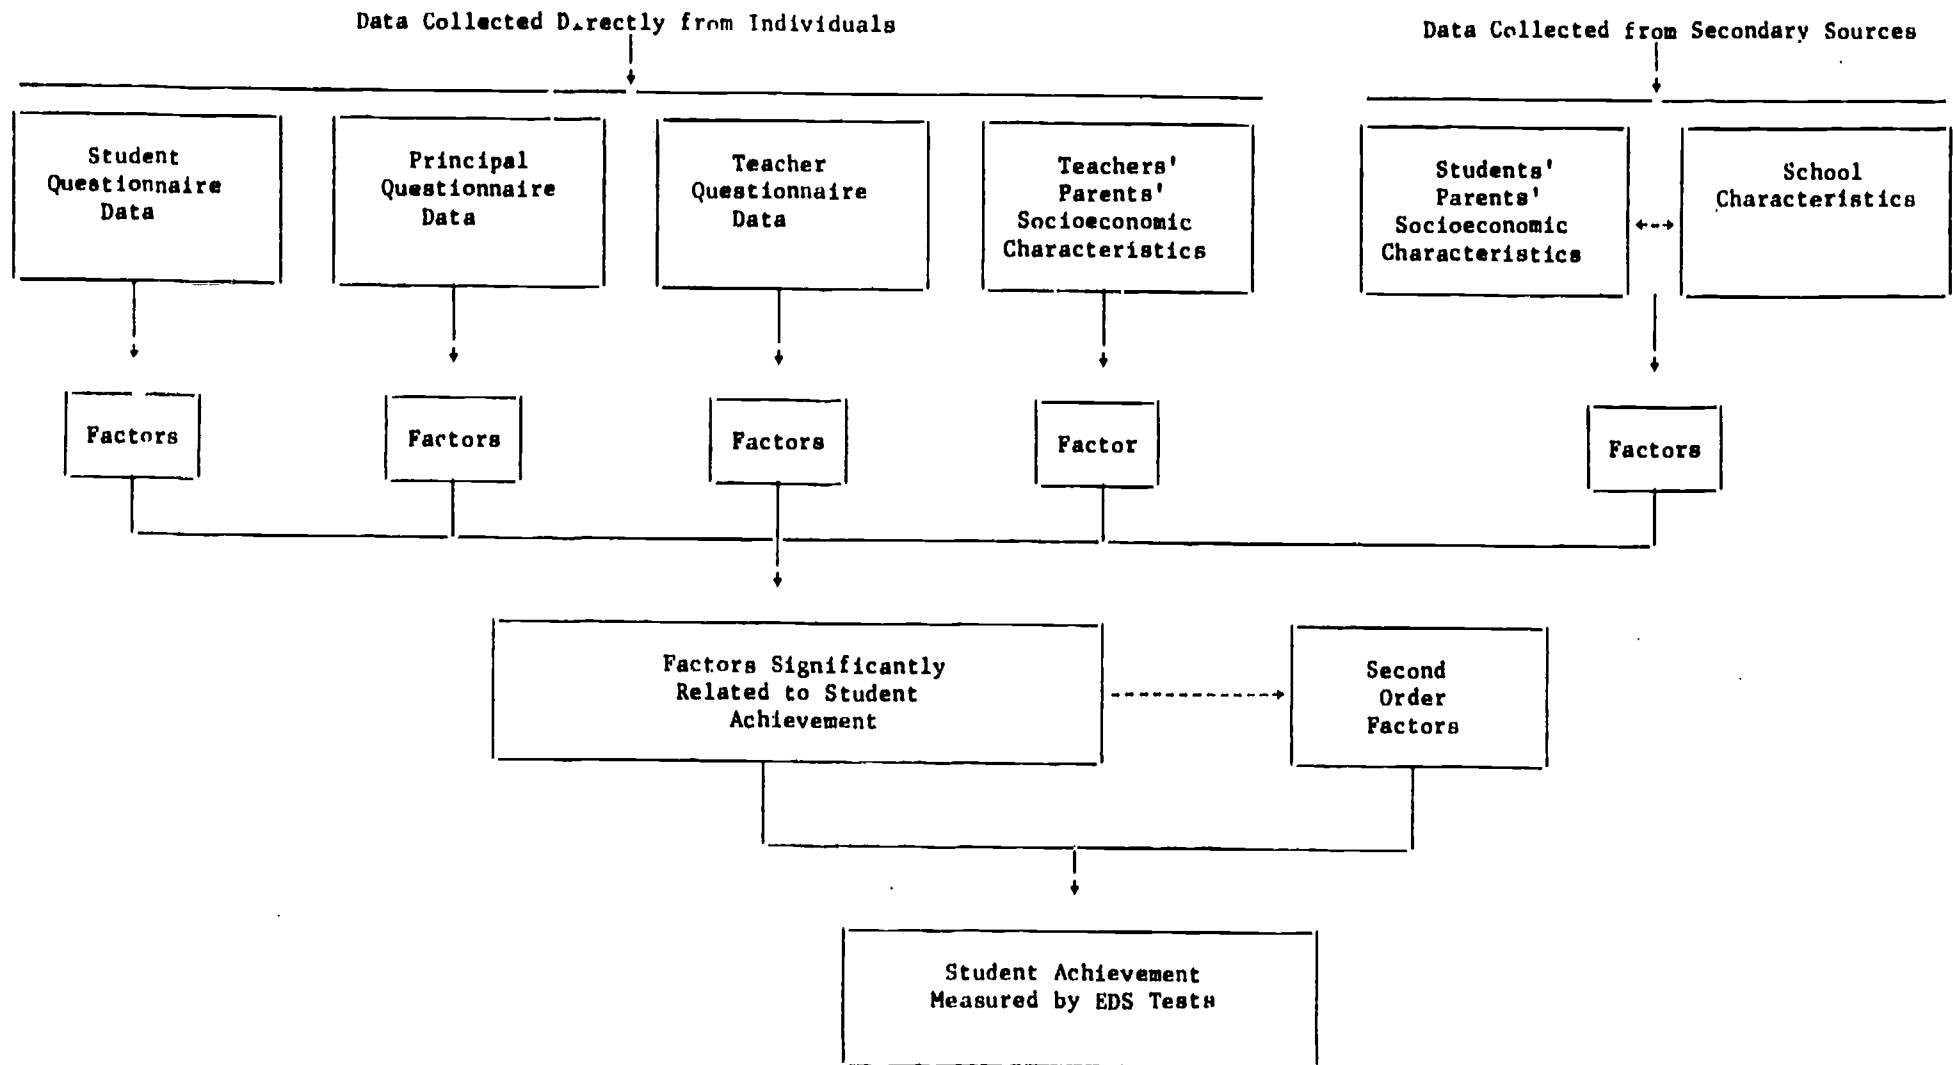 Data Collected Directly from Individuals
Data Collected from Secondary Sources
Student
Questionnaire
Data
Principal
Questionnaire
Data
Teacher
Questionnaire
Data
Teachers'
Parents'
Socioeconomic
Characteristics
Students'
Parents'
Socioeconomic
Characteristics
School
Characteristics
Factors
Factors
Factors
Factor
Factors
Factors Significantly
Related to Student
Achievement
Second
Order
Factors
Student Achievement
Measured by EDS Tests